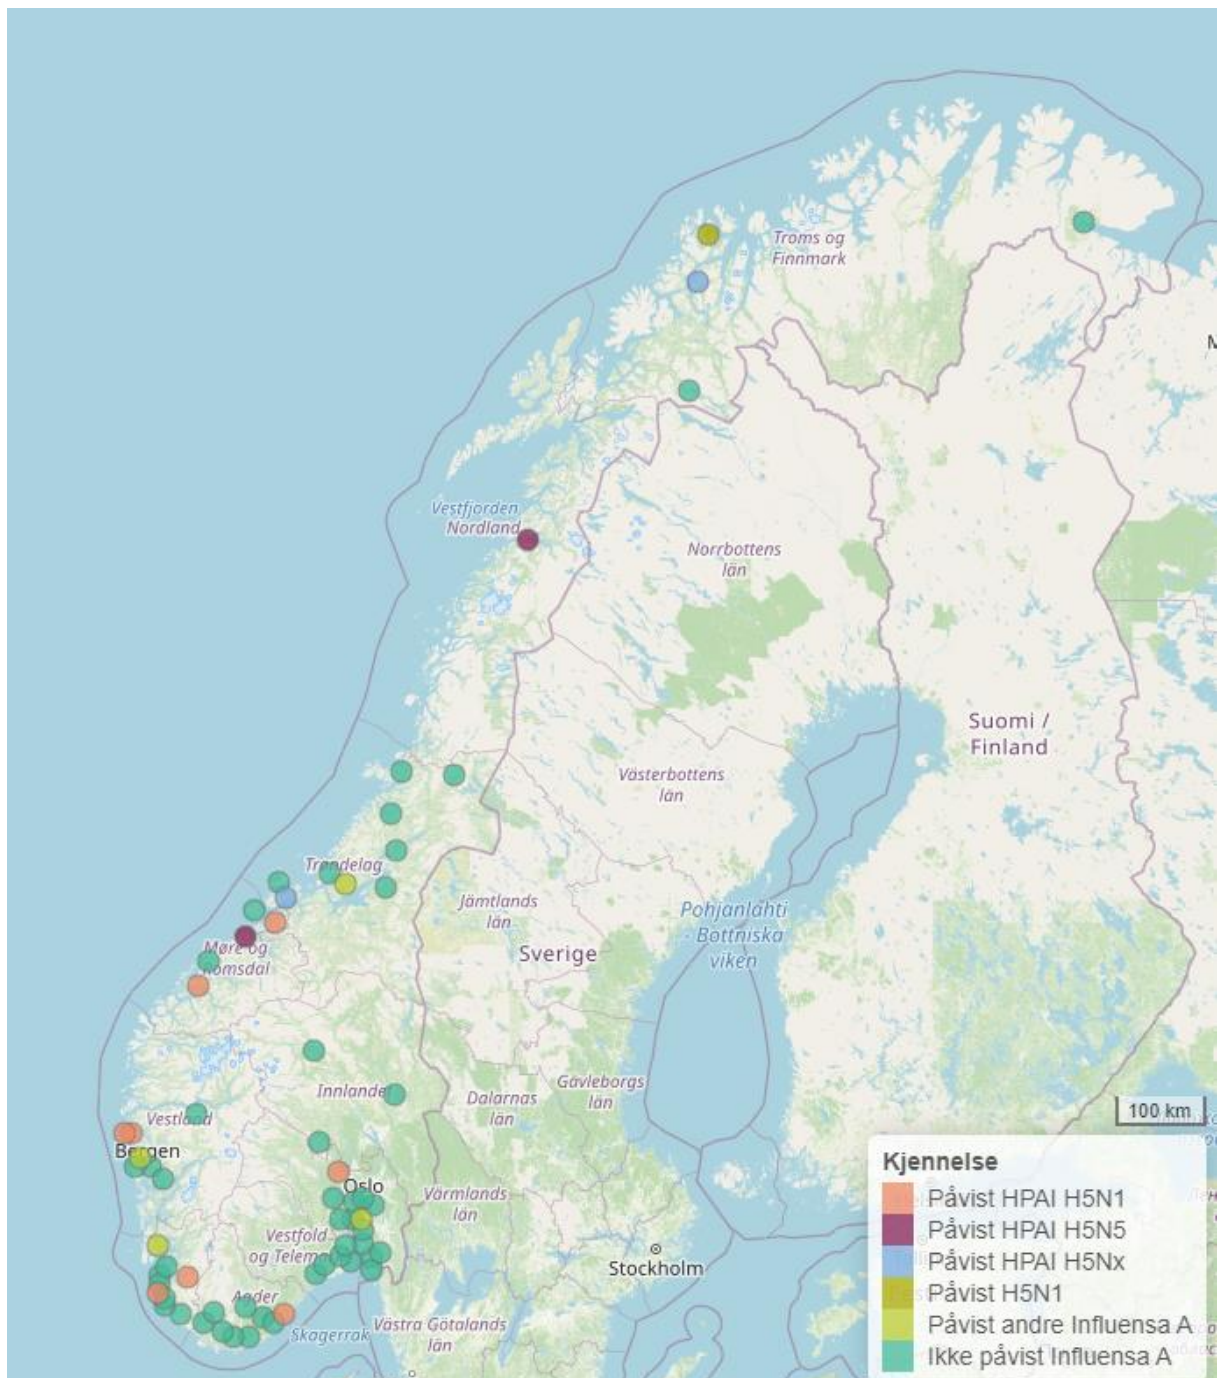 Troms og
Finnmark
M
Vestfjorden
Nordland
Norrbottens
län
Suomi /
Finland
Västerbottens
län
Trøndelag
Jämtlands
län
Pohjanlahti
- Bottniska
viken
Sverige
Møre og
Romsdal
Innlandet
Gävleborgs
län
Dalarnas
län
Vestland
100 km
Bergen
Oslo
Värmlands
län
Vestfold
og Telema
Stockholm
Agder
Skagerrak
Västra Götalands
län
Kjennelse
Påvist HPAI H5N1
Påvist HPAI H5N5
Påvist HPAI H5Nx
Påvist H5N1
Påvist andre Influensa A
Ikke påvist Influensa A